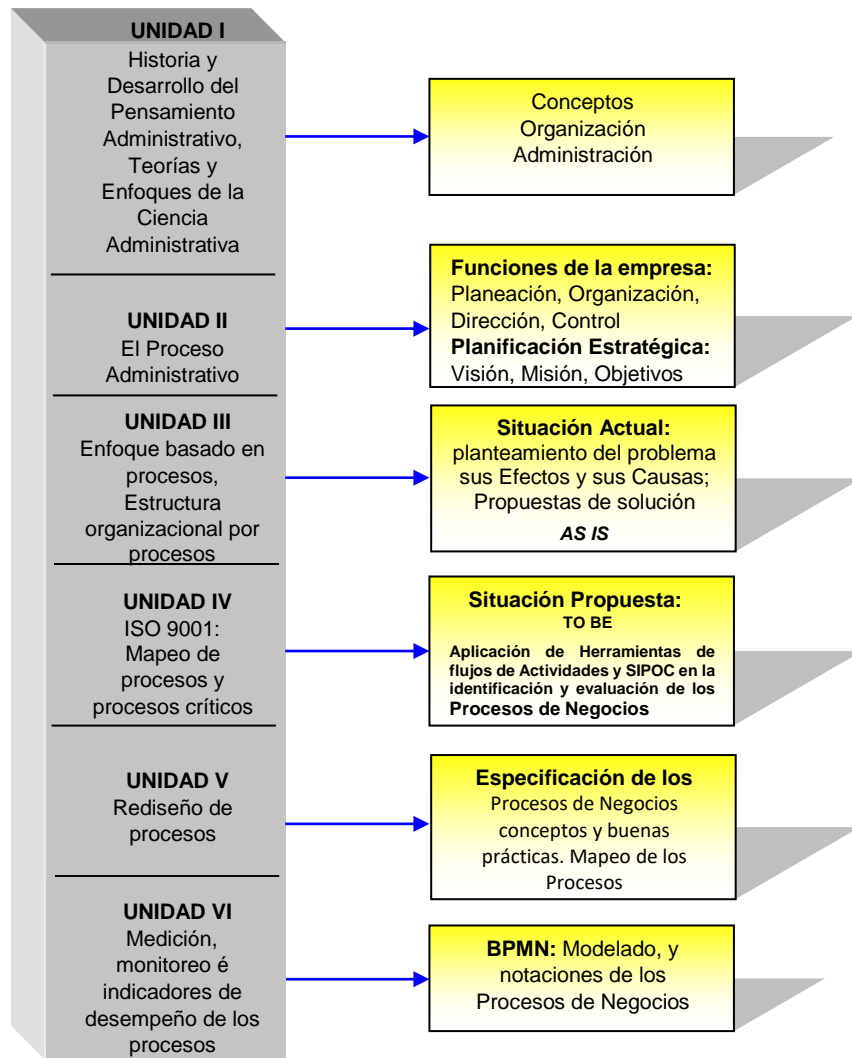 UNIDAD I
Historia y
Desarrollo del
Pensamiento
Administrativo,
Teorías y
Enfoques de la
Ciencia
Administrativa
Conceptos
Organización
Administración
UNIDAD II
El Proceso
Administrativo
Funciones de la empresa:
Planeación, Organización,
Dirección, Control
Planificación Estratégica:
Visión, Misión, Objetivos
UNIDAD III
Enfoque basado en
procesos,
Estructura
organizacional por
procesos
Situación Actual:
planteamiento del problema
sus Efectos y sus Causas;
Propuestas de solución
AS IS
UNIDAD IV
ISO 9001:
Mapeo de
procesos y
procesos críticos
Situación Propuesta:
TO BE
Aplicación de Herramientas de
flujos de Actividades y SIPOC en la
identificación y evaluación de los
Procesos de Negocios
UNIDAD V
Rediseño de
procesos
Especificación de los
Procesos de Negocios
conceptos y buenas
prácticas. Mapeo de los
Procesos
UNIDAD VI
Medición,
monitoreo é
indicadores de
desempeño de los
procesos
BPMN: Modelado, y
notaciones de los
Procesos de Negocios